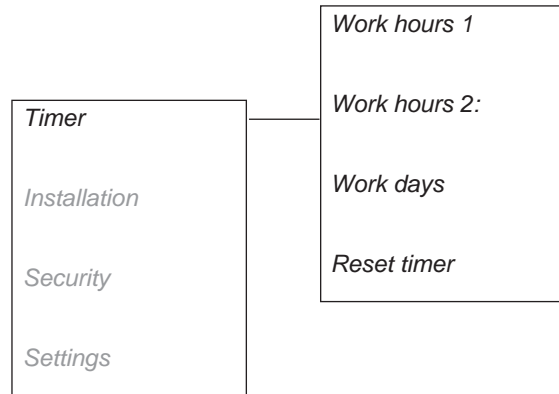 Timer
Installation
Security
Settings
Work hours 1
Work hours 2:
Work days
Reset timer